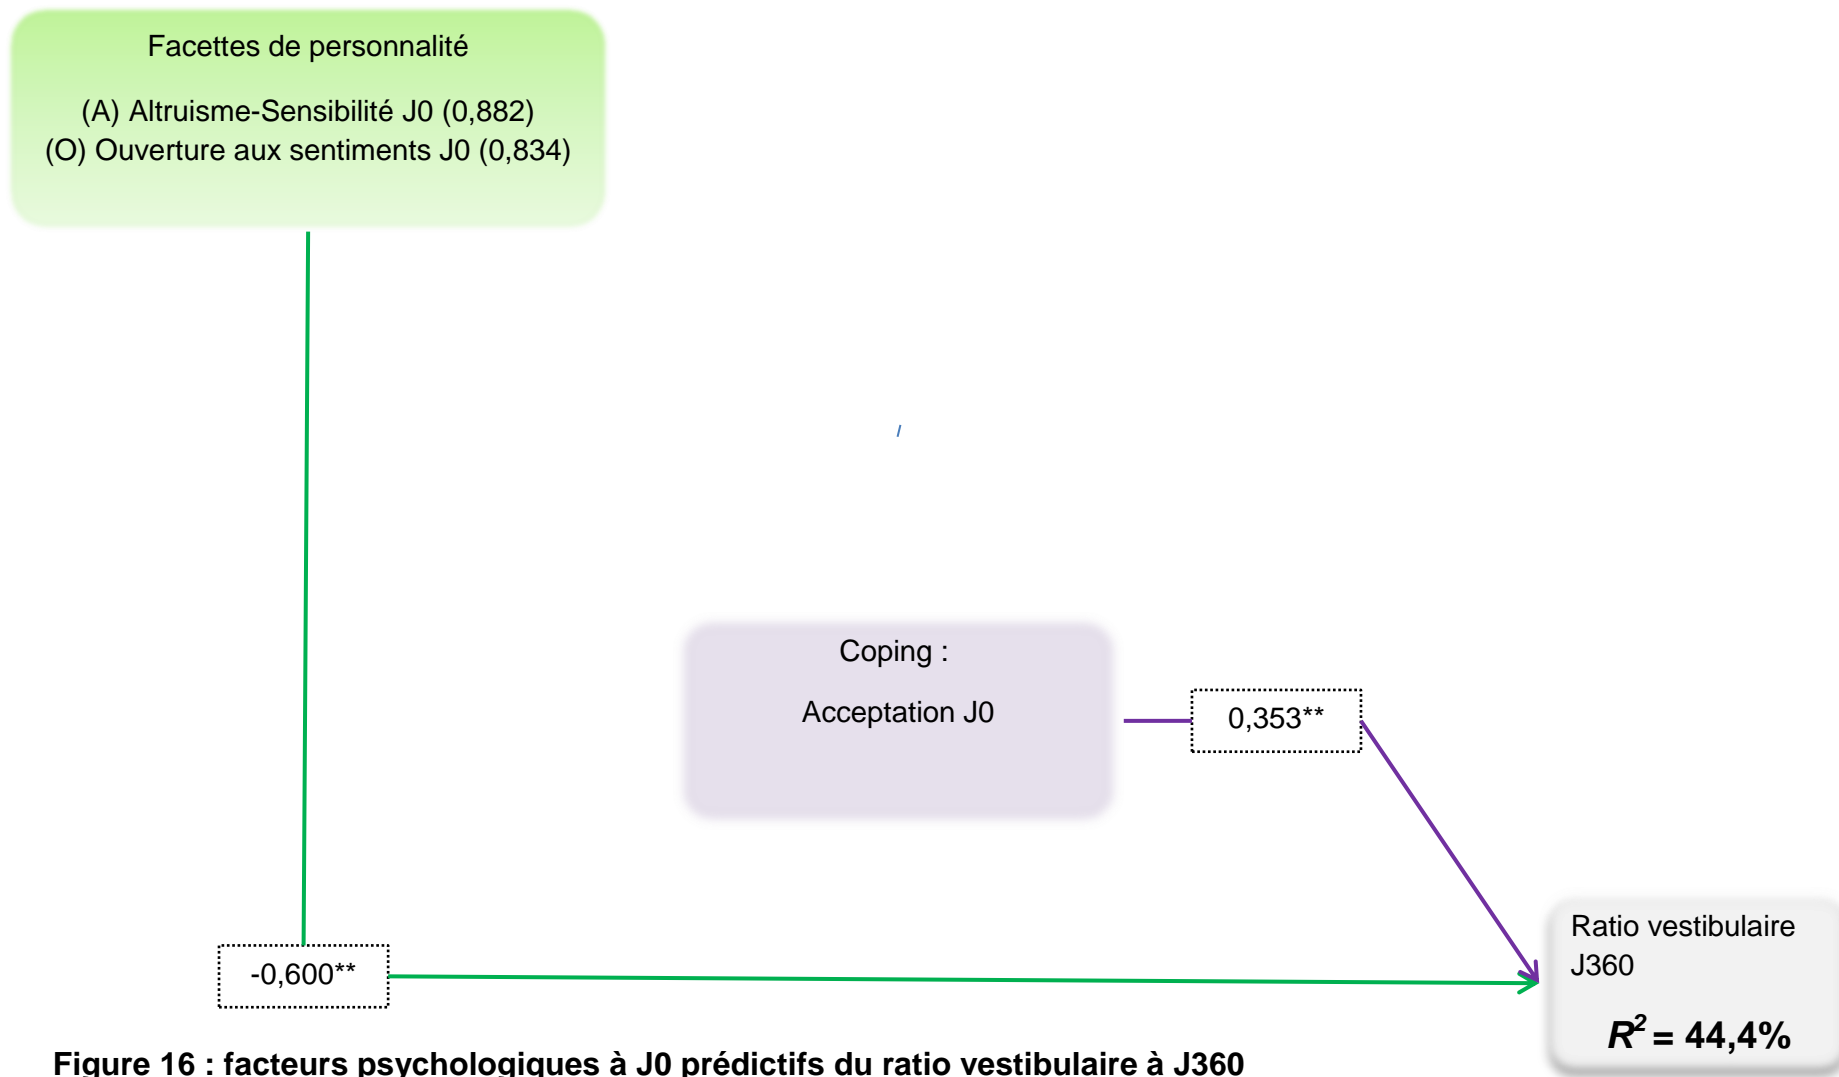 Facettes de personnalité
(A) Altruisme-Sensibilité J0 (0,882)
(O) Ouverture aux sentiments J0 (0,834)
Coping :
Acceptation J0
0,353**
-0,600**
Ratio vestibulaire
J360
R² = 44,4%
Figure 16 : facteurs psychologiques à J0 prédictifs du ratio vestibulaire à J360